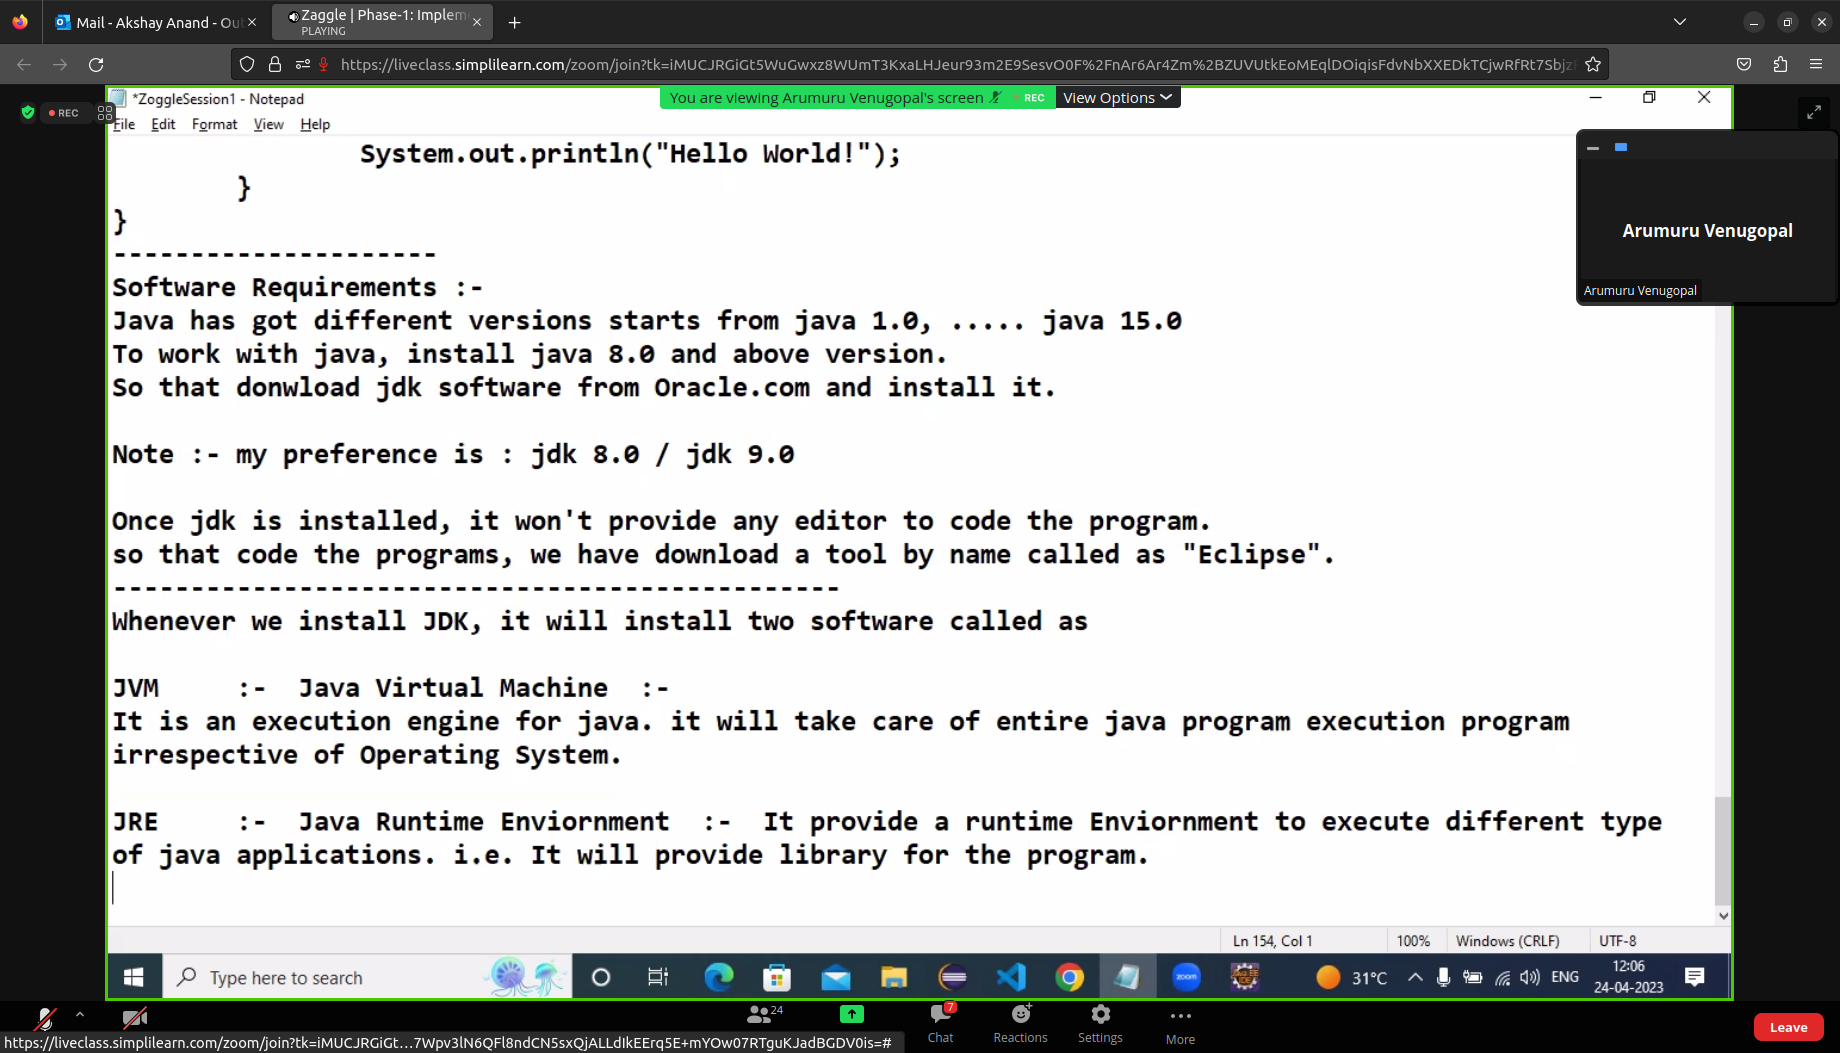 Mail - Akshay Anand - Ou
Zaggle | Phase-1: Implem
PLAYING
https://liveclass.simplilearn.com/zoom/join?tk=iMUCJRGiGt5WuGwxz8WUmT3KxaLHJeur93m2E9SesvO0F%2FnAr6Ar4Zm%2BZUVUtkEoMEqlDOiqisFdvNbXXEDkTCjwRfRt7Sbjz
REC
*ZoggleSession1 - Notepad
You are viewing Arumuru Venugopal's screen
REC
View Options
File Edit Format View Help
System.out.println("Hello World!");
}
}
---------------------
Software Requirements :-
Java has got different versions starts from java 1.0, ..... java 15.0
To work with java, install java 8.0 and above version.
So that donwload jdk software from Oracle.com and install it.
Note :- my preference is : jdk 8.0 / jdk 9.0
Once jdk is installed, it won't provide any editor to code the program.
so that code the programs, we have download a tool by name called as "Eclipse".
-----------------------------------------------
Whenever we install JDK, it will install two software called as
JVM :- Java Virtual Machine :-
It is an execution engine for java. it will take care of entire java program execution program
irrespective of Operating System.
JRE :- Java Runtime Enviornment :- It provide a runtime Enviornment to execute different type
of java applications. i.e. It will provide library for the program.
Arumuru Venugopal
Arumuru Venugopal
Ln 154, Col 1 100% Windows (CRLF) UTF-8
Type here to search
zoom
31°C
ENG
12:06
24-04-2023
24
7
Chat
Reactions
Settings
More
Leave
https://liveclass.simplilearn.com/zoom/join?tk=iMUCJRGiGt...7Wpv3lN6QFl8ndCN5sxQjALLdIkEErq5E+mYOw07RTguKJadBGDV0is=#